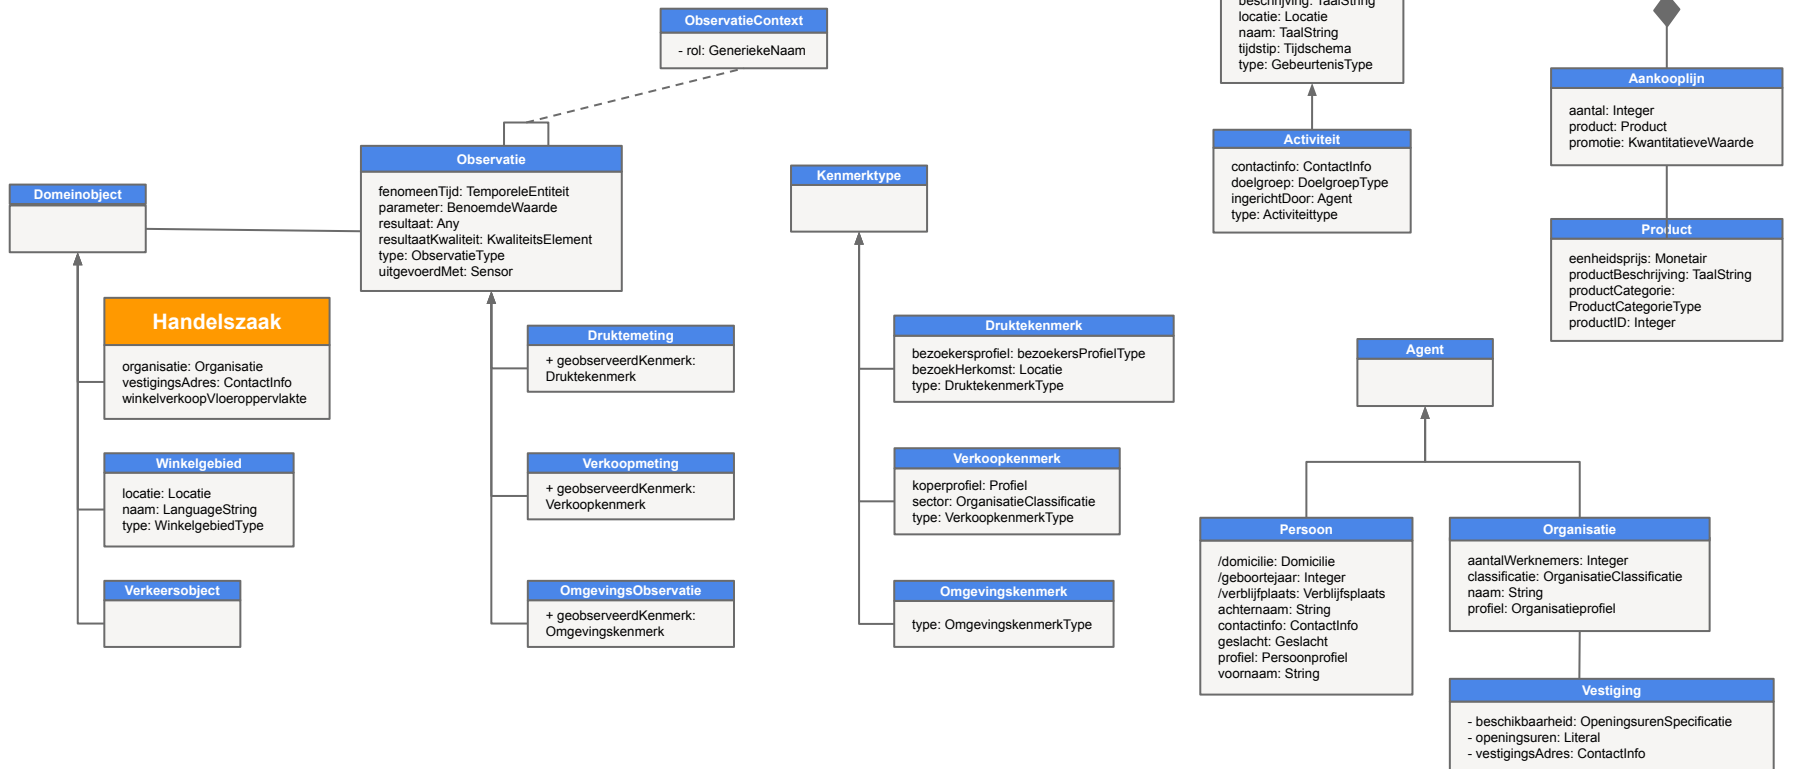 ObservatieContext
- rol: GeneriekeNaam
beschrijving: TaalString
locatie: Locatie
naam: TaalString
tijdstip: Tijdschema
type: GebeurtenisType
Aankooplijn
aantal: Integer
product: Product
promotie: KwantitatieveWaarde
Activiteit
contactinfo: ContactInfo
doelgroep: DoelgroepType
ingerichtDoor: Agent
type: Activiteittype
Observatie
fenomeenTijd: TemporeleEntiteit
parameter: BenoemdeWaarde
resultaat: Any
resultaatKwaliteit: KwaliteitsElement
type: ObservatieType
uitgevoerdMet: Sensor
Kenmerktype
Domeinobject
Product
eenheidsprijs: Monetair
productBeschrijving: TaalString
productCategorie:
ProductCategorieType
productID: Integer
Handelszaak
organisatie: Organisatie
vestigingsAdres: ContactInfo
winkelverkoopVloeroppervlakte
Druktemeting
+ geobserveerdKenmerk:
Druktekenmerk
Druktekenmerk
bezoekersprofiel: bezoekersProfielType
bezoekHerkomst: Locatie
type: DruktekenmerkType
Agent
Winkelgebied
locatie: Locatie
naam: LanguageString
type: WinkelgebiedType
Verkoopmeting
+ geobserveerdKenmerk:
Verkoopkenmerk
Verkoopkenmerk
koperprofiel: Profiel
sector: OrganisatieClassificatie
type: VerkoopkenmerkType
Persoon
/domicilie: Domicilie
/geboortejaar: Integer
/verblijfplaats: Verblijfsplaats
achternaam: String
contactinfo: ContactInfo
geslacht: Geslacht
profiel: Persoonprofiel
voornaam: String
Organisatie
aantalWerknemers: Integer
classificatie: OrganisatieClassificatie
naam: String
profiel: Organisatieprofiel
Verkeersobject
OmgevingsObservatie
+ geobserveerdKenmerk:
Omgevingskenmerk
Omgevingskenmerk
type: OmgevingskenmerkType
Vestiging
- beschikbaarheid: OpeningsurenSpecificatie
- openingsuren: Literal
- vestigingsAdres: ContactInfo